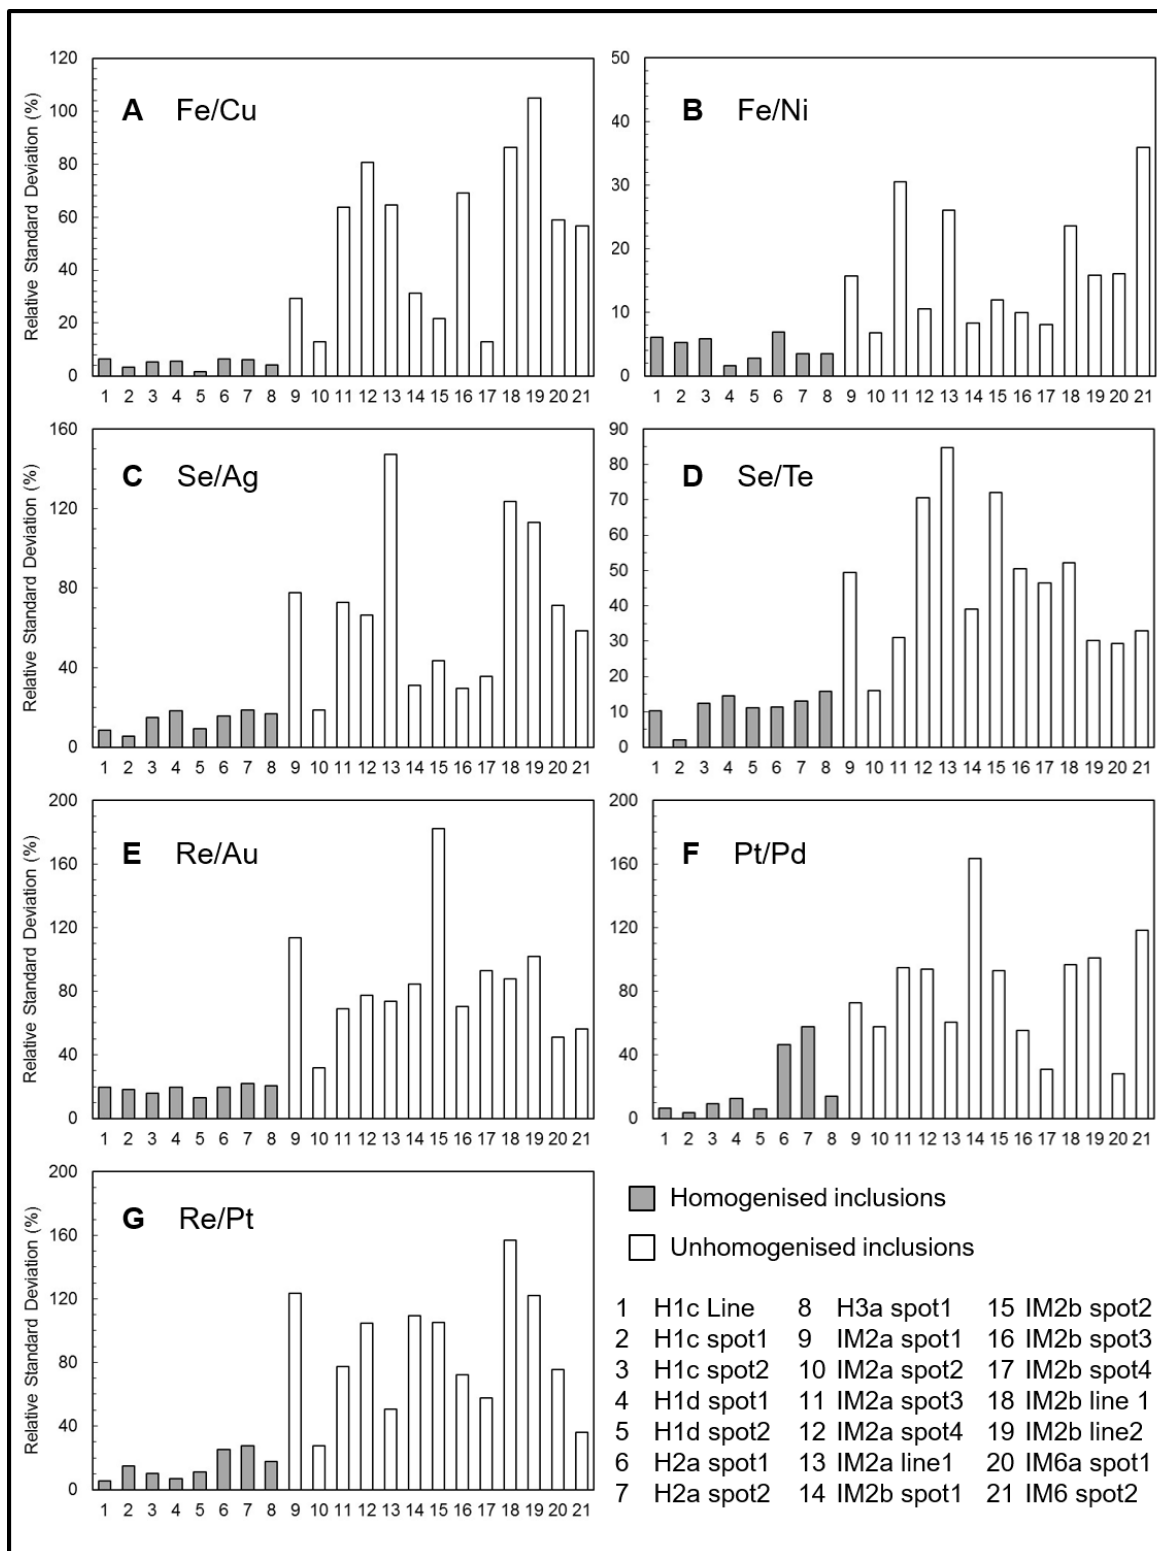 120
100
80
60
40
20
0
Relative Standard Deviation (%)
A Fe/Cu
1 2 3 4 5 6 7 8 9 10 11 12 13 14 15 16 17 18 19 20 21
50
40
30
20
10
0
B Fe/Ni
1 2 3 4 5 6 7 8 9 10 11 12 13 14 15 16 17 18 19 20 21
160
120
80
40
0
Relative Standard Deviation (%)
C Se/Ag
1 2 3 4 5 6 7 8 9 10 11 12 13 14 15 16 17 18 19 20 21
90
80
70
60
50
40
30
20
10
0
D Se/Te
1 2 3 4 5 6 7 8 9 10 11 12 13 14 15 16 17 18 19 20 21
200
160
120
80
40
0
Relative Standard Deviation (%)
E Re/Au
1 2 3 4 5 6 7 8 9 10 11 12 13 14 15 16 17 18 19 20 21
200
160
120
80
40
0
F Pt/Pd
1 2 3 4 5 6 7 8 9 10 11 12 13 14 15 16 17 18 19 20 21
200
160
120
80
40
0
Relative Standard Deviation (%)
G Re/Pt
1 2 3 4 5 6 7 8 9 10 11 12 13 14 15 16 17 18 19 20 21
Homogenised inclusions
Unhomogenised inclusions
1 H1c Line
2 H1c spot1
3 H1c spot2
4 H1d spot1
5 H1d spot2
6 H2a spot1
7 H2a spot2
8 H3a spot1
9 IM2a spot1
10 IM2a spot2
11 IM2a spot3
12 IM2a spot4
13 IM2a line1
14 IM2b spot1
15 IM2b spot2
16 IM2b spot3
17 IM2b spot4
18 IM2b line 1
19 IM2b line2
20 IM6a spot1
21 IM6 spot2